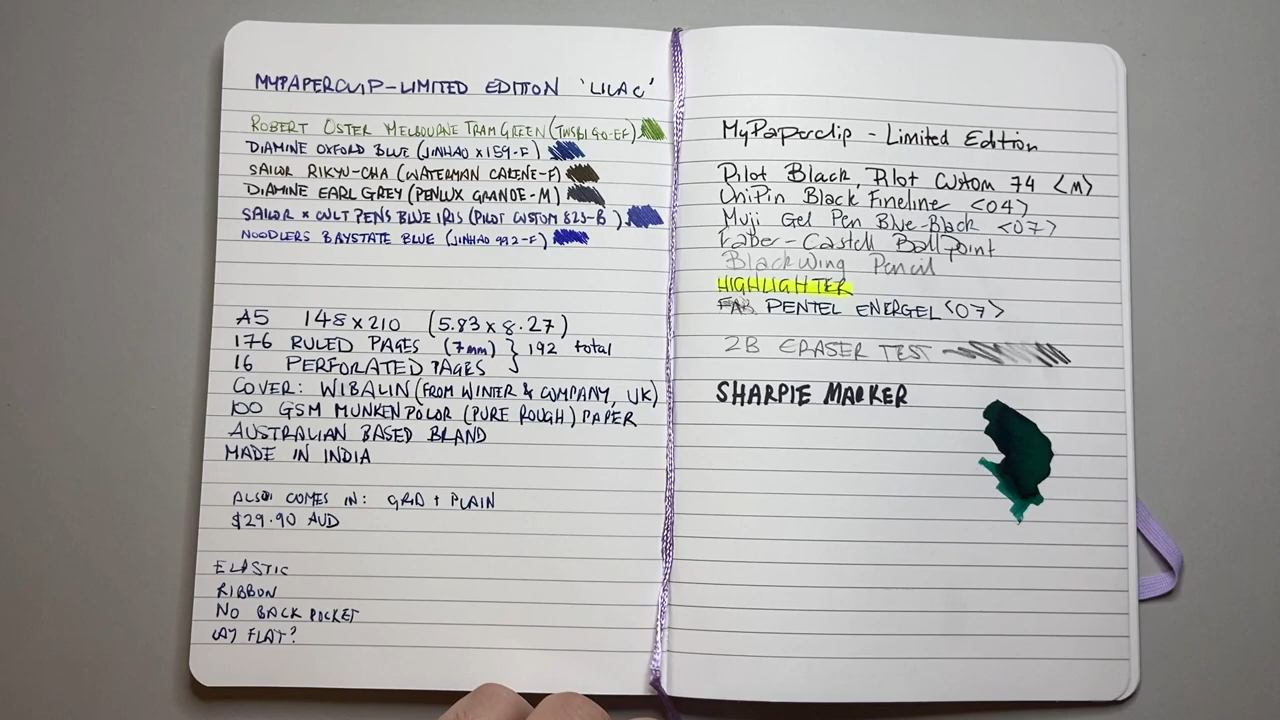 MYPAPERCLIP-LIMITED EDITION 'LILAC'
ROBERT OSTER MELBOURNE TRAM GREEN (TWSBI GO-EF)
DIAMINE OXFORD BLUE (JINHAO X159-F)
SAILOR RIKYU-CHA (WATERMAN CARENE-F)
DIAMINE EARL GREY (PENLUX GRANDE-M)
SAILOR x CULT PENS BLUE IRIS (PILOT CUSTOM 823-B)
NOODLERS BAYSTATE BLUE (JINHAO 992-F)
A5 148 x 210 (5.83 x 8.27)
176 RULED PAGES (7mm) } 192 total
16 PERFORATED PAGES
COVER: WIBALIN (FROM WINTER & COMPANY, UK)
100 GSM MUNKEN POLOR (PURE ROUGH) PAPER
AUSTRALIAN BASED BRAND
MADE IN INDIA
ALSO COMES IN: GRID + PLAIN
$29.90 AUD
ELASTIC
RIBBON
NO BACK POCKET
LAY FLAT?
MyPaperclip - Limited Edition
Pilot Black, Pilot Custom 74 <M>
UniPin Black Fineline <04>
Muji Gel Pen Blue-Black <07>
Faber-Castell Ball Point
Blackwing Pencil
HIGHLIGHTER
FAB PENTEL ENERGEL <07>
2B ERASER TEST
SHARPIE MARKER